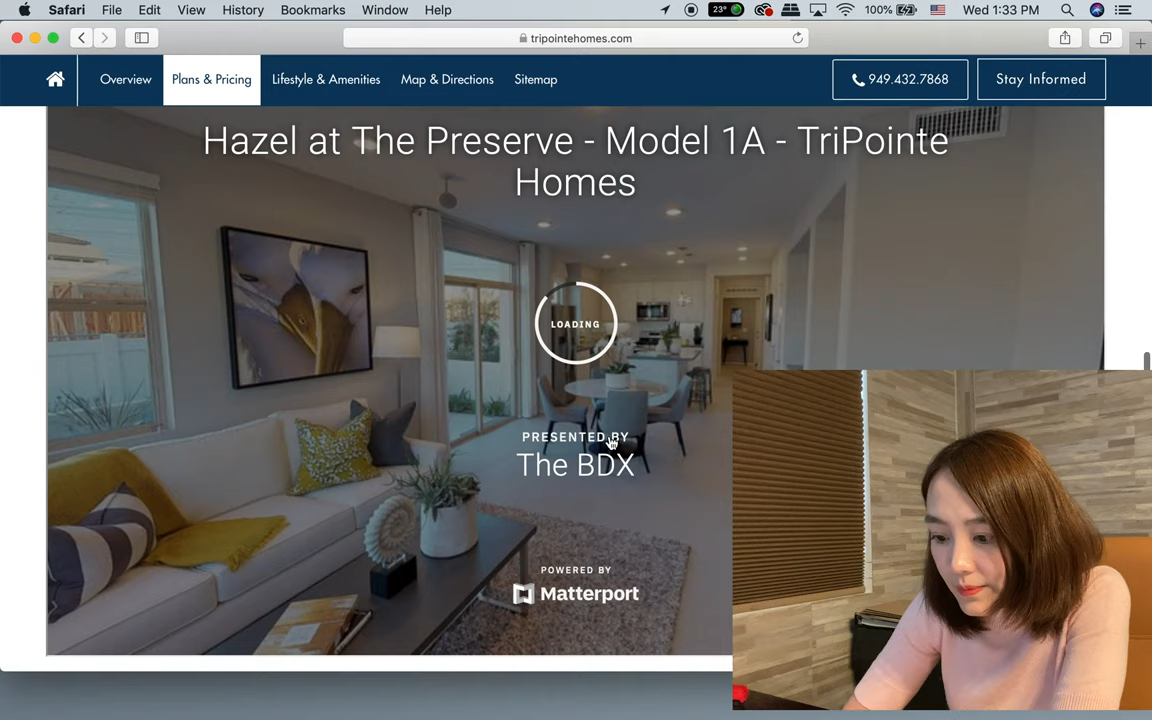 Safari File Edit View History Bookmarks Window Help 23° 100% Wed 1:33 PM
tripointehomes.com
Overview Plans & Pricing Lifestyle & Amenities Map & Directions Sitemap 949.432.7868 Stay Informed
Hazel at The Preserve - Model 1A - TriPointe
Homes
LOADING
PRESENTED BY
The BDX
POWERED BY
Matterport